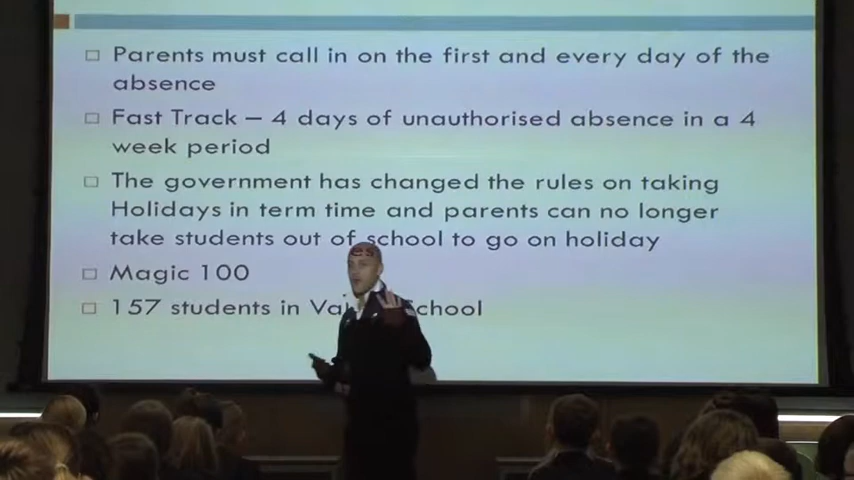 Parents must call in on the first and every day of the
absence
Fast Track – 4 days of unauthorised absence in a 4
week period
The government has changed the rules on taking
Holidays in term time and parents can no longer
take students out of school to go on holiday
Magic 100
157 students in School